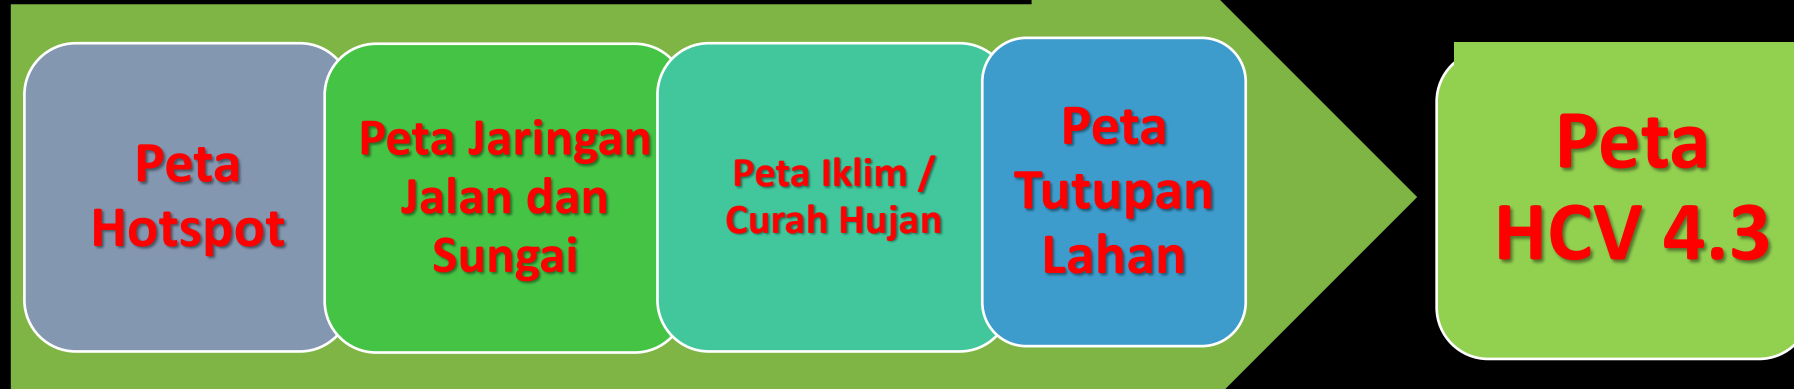 Peta
Hotspot
Peta Jaringan
Jalan dan
Sungai
Peta Iklim /
Curah Hujan
Peta
Tutupan
Lahan
Peta
HCV 4.3